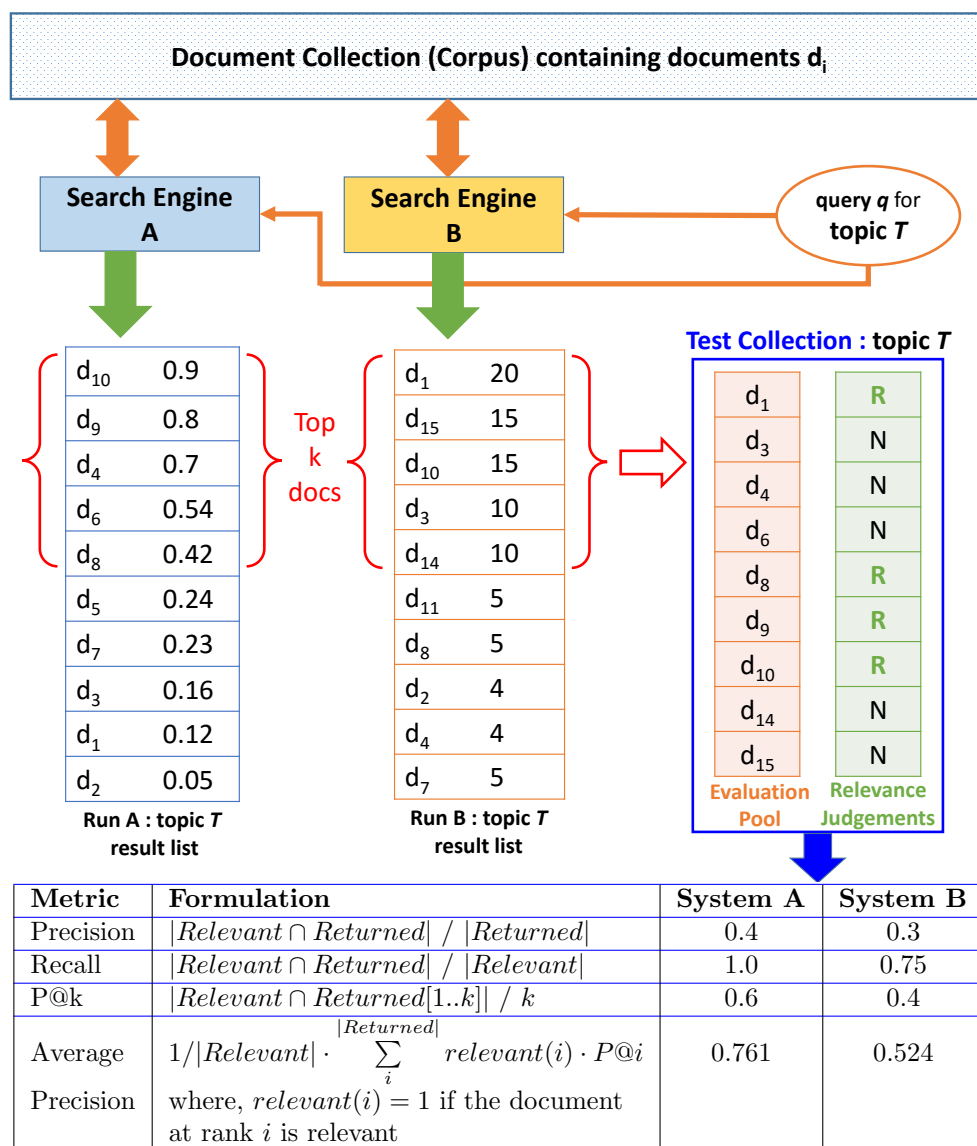 Document Collection (Corpus) containing documents dᵢ
Search Engine
A
Search Engine
B
query q for
topic T
d₁₀ 0.9
d₉ 0.8
d₄ 0.7
d₆ 0.54
d₈ 0.42
d₅ 0.24
d₇ 0.23
d₃ 0.16
d₁ 0.12
d₂ 0.05
Run A : topic T
result list
Top
k
docs
d₁ 20
d₁₅ 15
d₁₀ 15
d₃ 10
d₁₄ 10
d₁₁ 5
d₈ 5
d₂ 4
d₄ 4
d₇ 5
Run B : topic T
result list
Test Collection : topic T
d₁ R
d₃ N
d₄ N
d₆ N
d₈ R
d₉ R
d₁₀ R
d₁₄ N
d₁₅ N
Evaluation
Pool
Relevance
Judgements
Metric Formulation System A System B
Precision |Relevant ∩ Returned| / |Returned| 0.4 0.3
Recall |Relevant ∩ Returned| / |Relevant| 1.0 0.75
P@k |Relevant ∩ Returned[1..k]| / k 0.6 0.4
|Returned|
Average 1/|Relevant| · ∑ relevant(i) · P@i 0.761 0.524
i
Precision where, relevant(i) = 1 if the document
at rank i is relevant